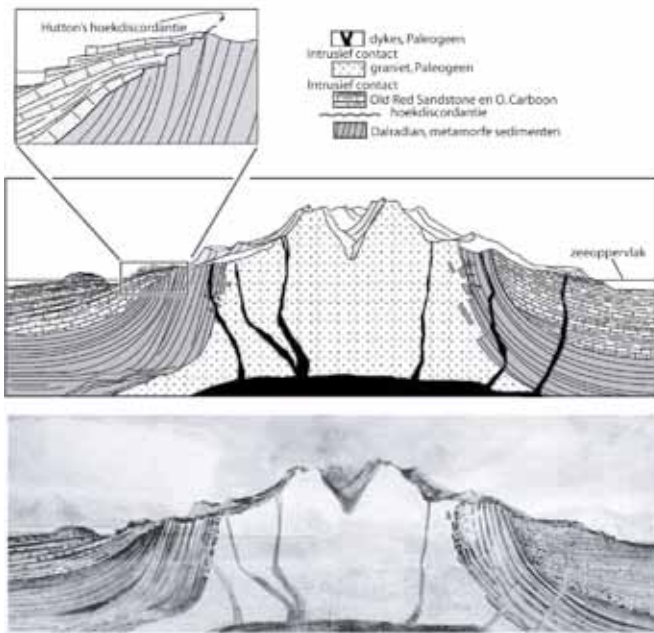 Hutton's hoekdiscordantie
dykes, Paleogeen
Intrusief contact
graniet, Paleogeen
Intrusief contact
Old Red Sandstone en O. Carboon
hoekdiscordantie
Dalradian, metamorfe sedimenten
zeeoppervlak